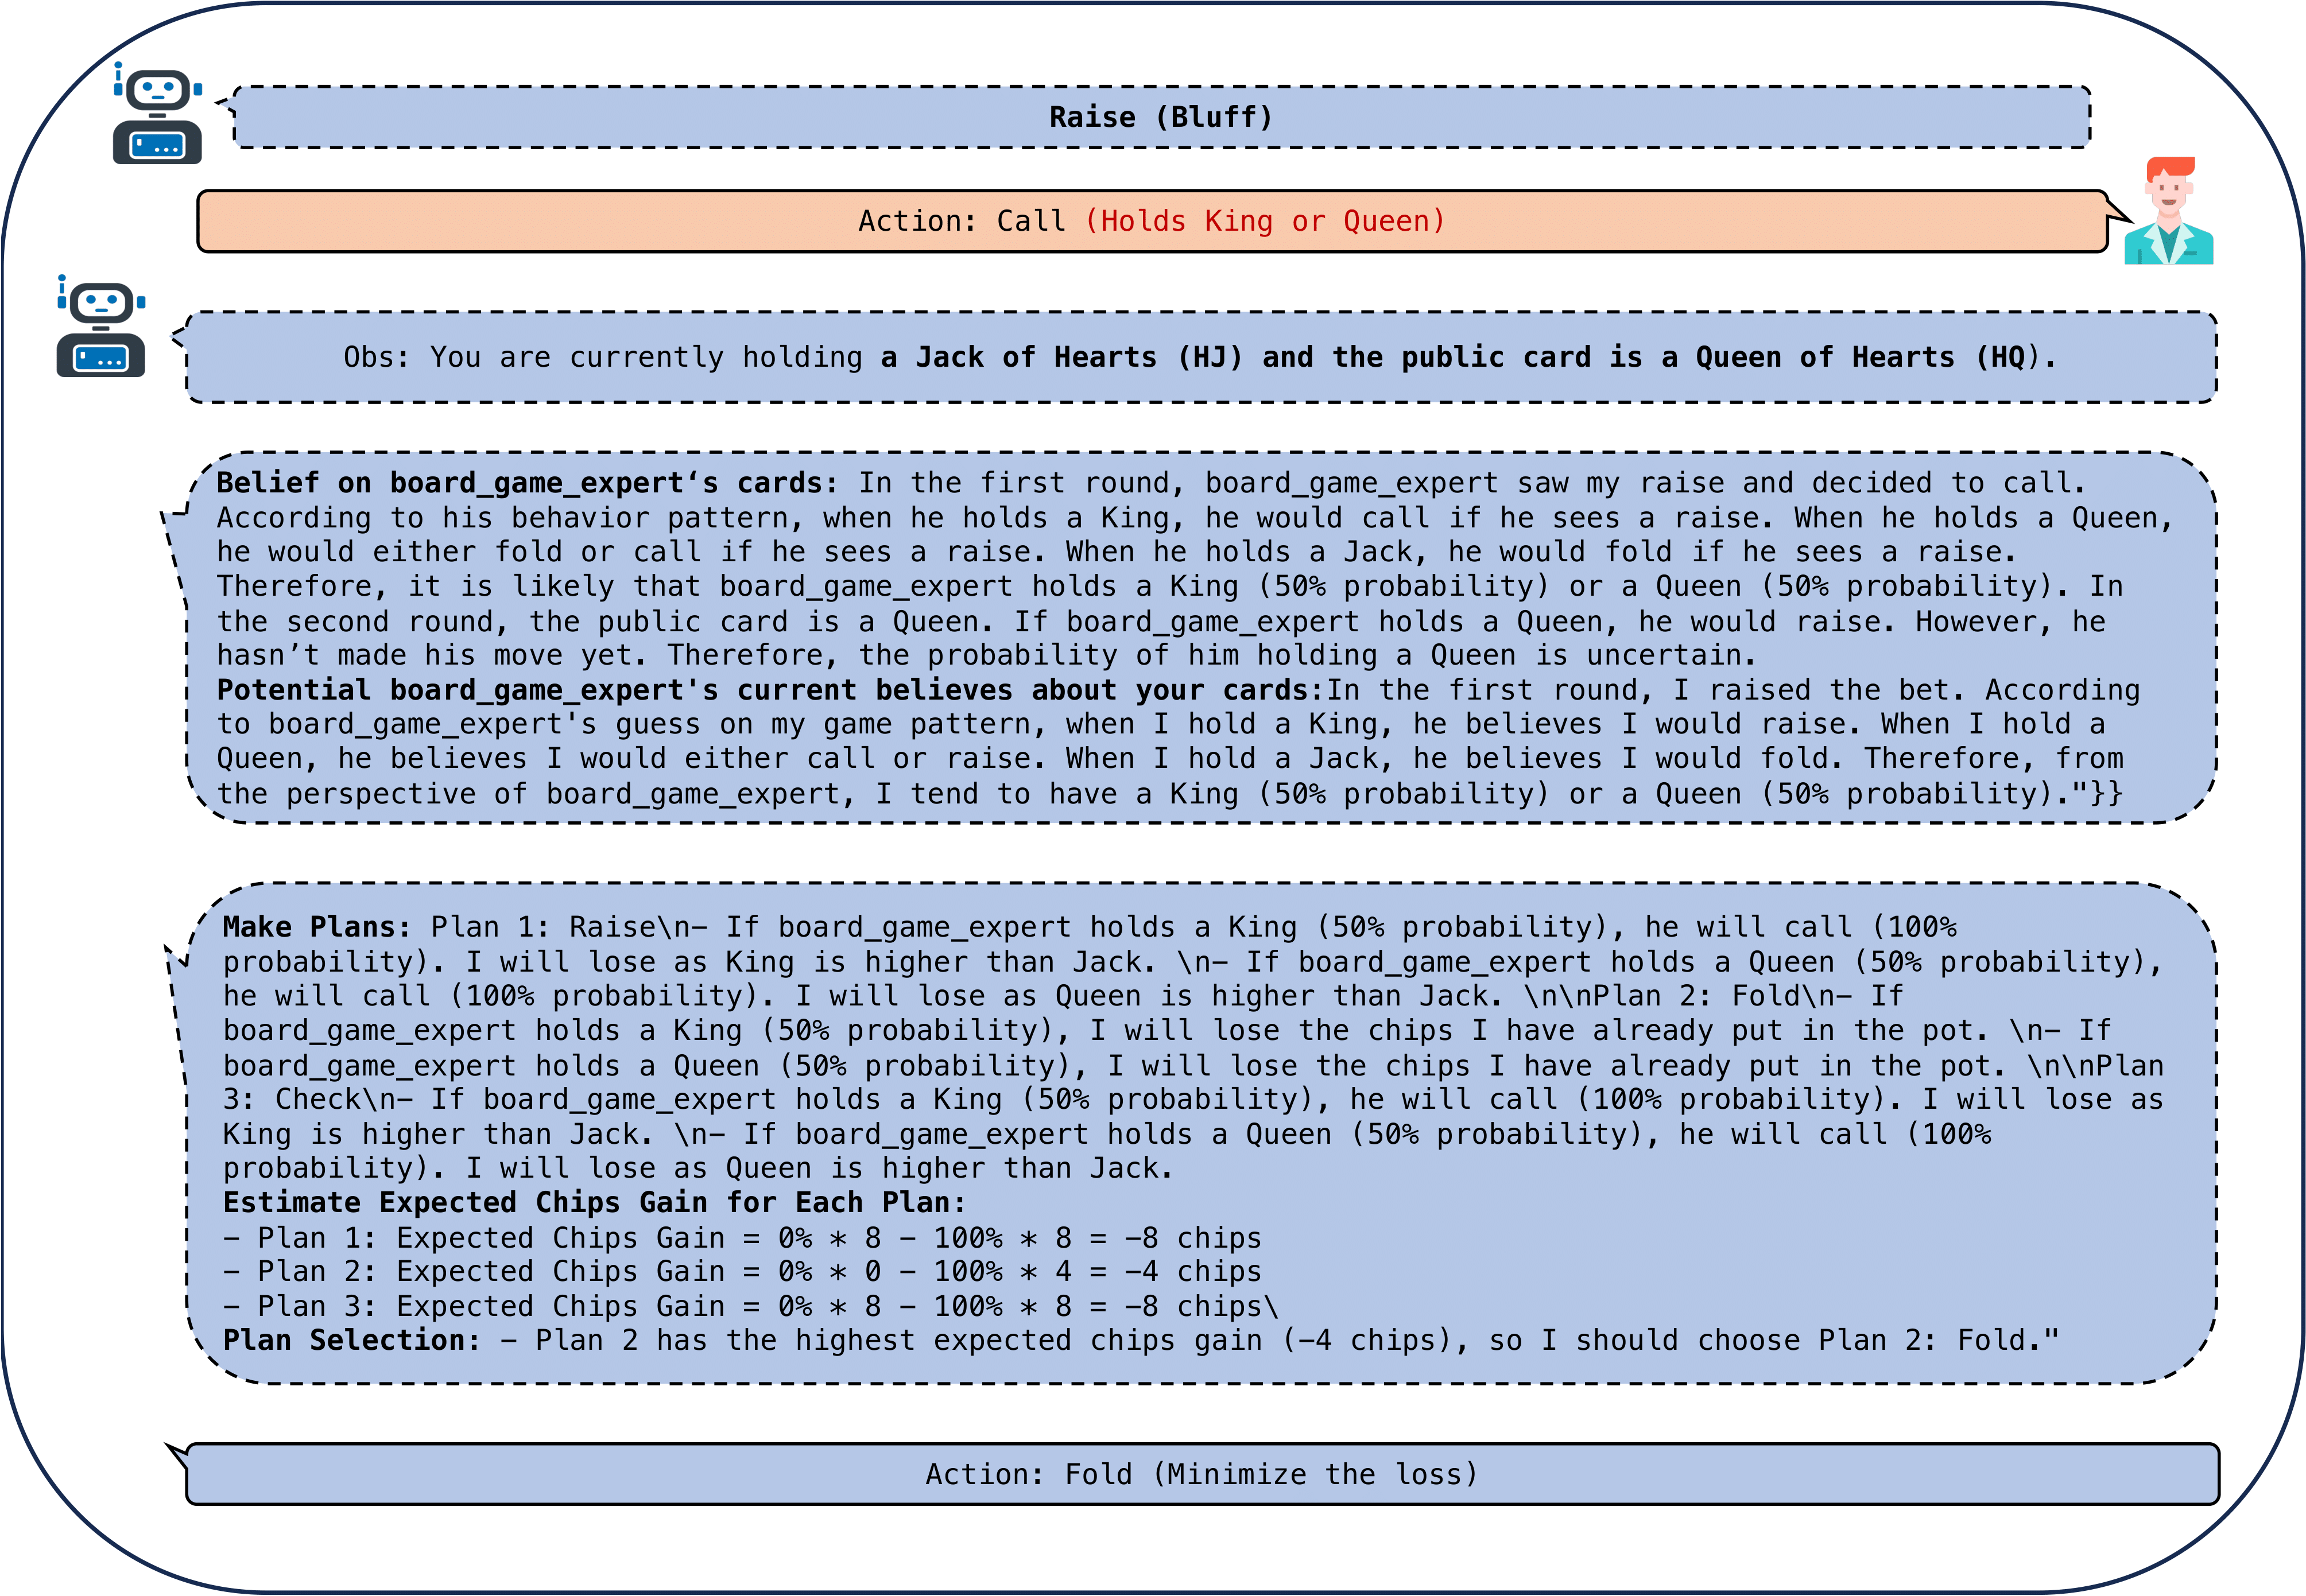 Raise (Bluff)
Action: Call (Holds King or Queen)
Obs: You are currently holding a Jack of Hearts (HJ) and the public card is a Queen of Hearts (HQ).
Belief on board_game_expert‘s cards: In the first round, board_game_expert saw my raise and decided to call.
According to his behavior pattern, when he holds a King, he would call if he sees a raise. When he holds a Queen,
he would either fold or call if he sees a raise. When he holds a Jack, he would fold if he sees a raise.
Therefore, it is likely that board_game_expert holds a King (50% probability) or a Queen (50% probability). In
the second round, the public card is a Queen. If board_game_expert holds a Queen, he would raise. However, he
hasn’t made his move yet. Therefore, the probability of him holding a Queen is uncertain.
Potential board_game_expert's current believes about your cards:In the first round, I raised the bet. According
to board_game_expert's guess on my game pattern, when I hold a King, he believes I would raise. When I hold a
Queen, he believes I would either call or raise. When I hold a Jack, he believes I would fold. Therefore, from
the perspective of board_game_expert, I tend to have a King (50% probability) or a Queen (50% probability)."}}
Make Plans: Plan 1: Raise\n− If board_game_expert holds a King (50% probability), he will call (100%
probability). I will lose as King is higher than Jack. \n− If board_game_expert holds a Queen (50% probability),
he will call (100% probability). I will lose as Queen is higher than Jack. \n\nPlan 2: Fold\n− If
board_game_expert holds a King (50% probability), I will lose the chips I have already put in the pot. \n− If
board_game_expert holds a Queen (50% probability), I will lose the chips I have already put in the pot. \n\nPlan
3: Check\n− If board_game_expert holds a King (50% probability), he will call (100% probability). I will lose as
King is higher than Jack. \n− If board_game_expert holds a Queen (50% probability), he will call (100%
probability). I will lose as Queen is higher than Jack.
Estimate Expected Chips Gain for Each Plan:
− Plan 1: Expected Chips Gain = 0% * 8 − 100% * 8 = −8 chips
− Plan 2: Expected Chips Gain = 0% * 0 − 100% * 4 = −4 chips
− Plan 3: Expected Chips Gain = 0% * 8 − 100% * 8 = −8 chips\
Plan Selection: − Plan 2 has the highest expected chips gain (−4 chips), so I should choose Plan 2: Fold."
Action: Fold (Minimize the loss)